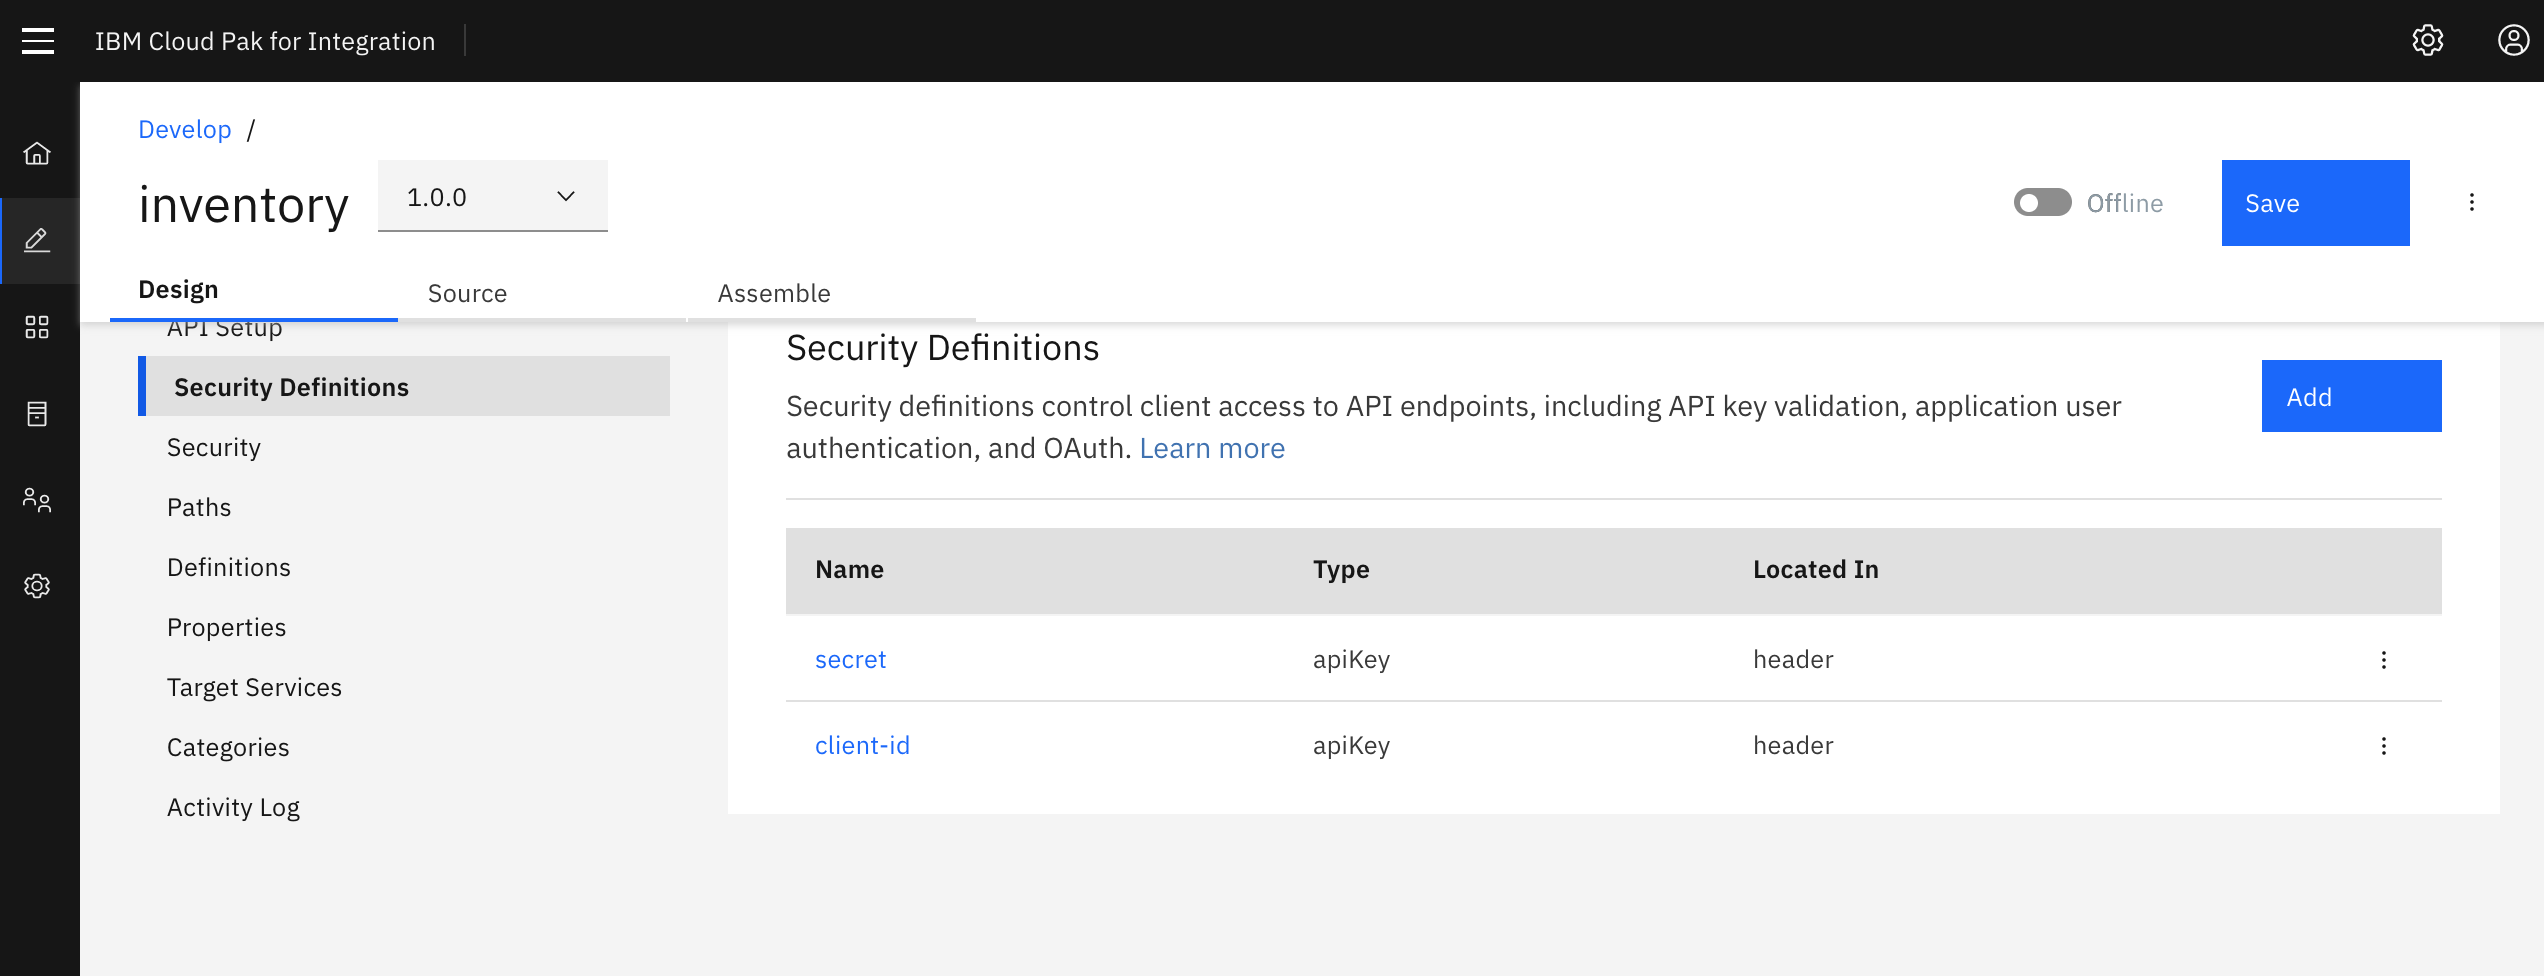 IBM Cloud Pak for Integration
Develop /
inventory
1.0.0
Offline
Save
Design
Source
Assemble
API Setup
Security Definitions
Security
Paths
Definitions
Properties
Target Services
Categories
Activity Log
Security Definitions
Security definitions control client access to API endpoints, including API key validation, application user
authentication, and OAuth. Learn more
Add
Name Type Located In
secret apiKey header
client-id apiKey header